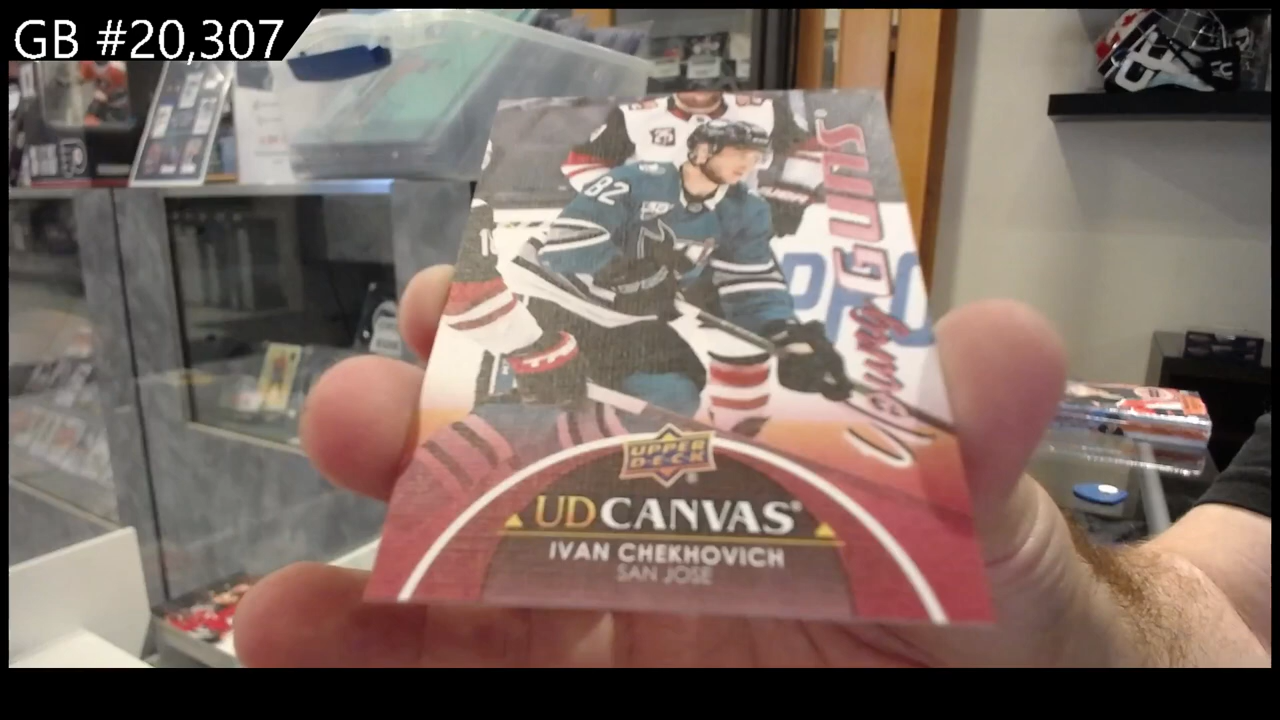 GB #20,307
82
Young GUNS
UPPER
DECK
UD CANVAS®
IVAN CHEKHOVICH
SAN JOSE